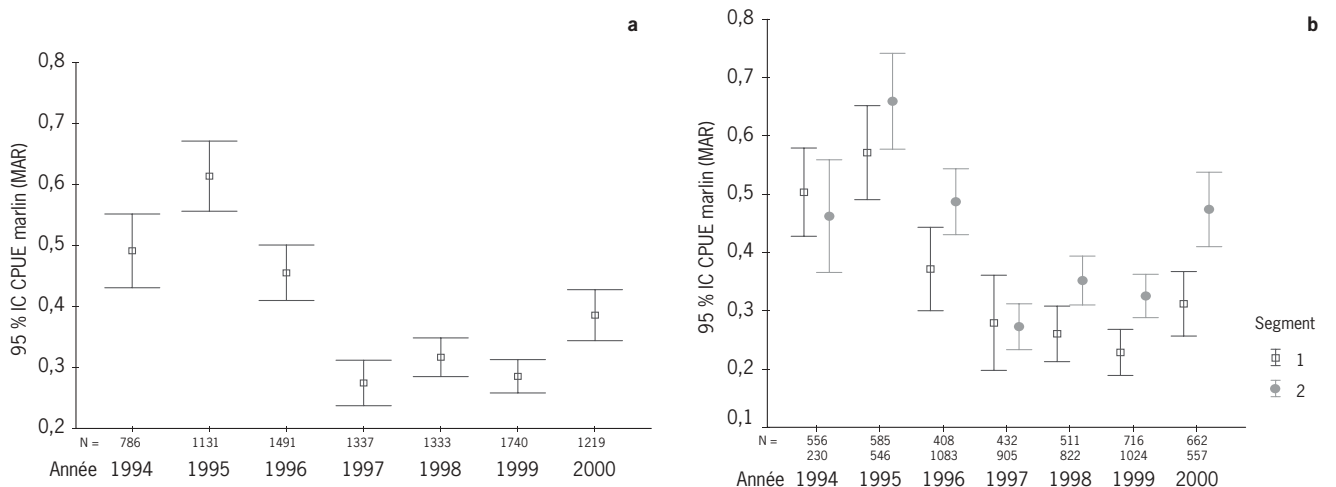 a
0,8
0,7
0,6
0,5
0,4
0,3
0,2
95 % IC CPUE marlin (MAR)
N = 786 1131 1491 1337 1333 1740 1219
Année 1994 1995 1996 1997 1998 1999 2000
b
0,8
0,7
0,6
0,5
0,4
0,3
0,2
0,1
95 % IC CPUE marlin (MAR)
N = 556 585 408 432 511 716 662
230 546 1083 905 822 1024 557
Année 1994 1995 1996 1997 1998 1999 2000
Segment
1
2